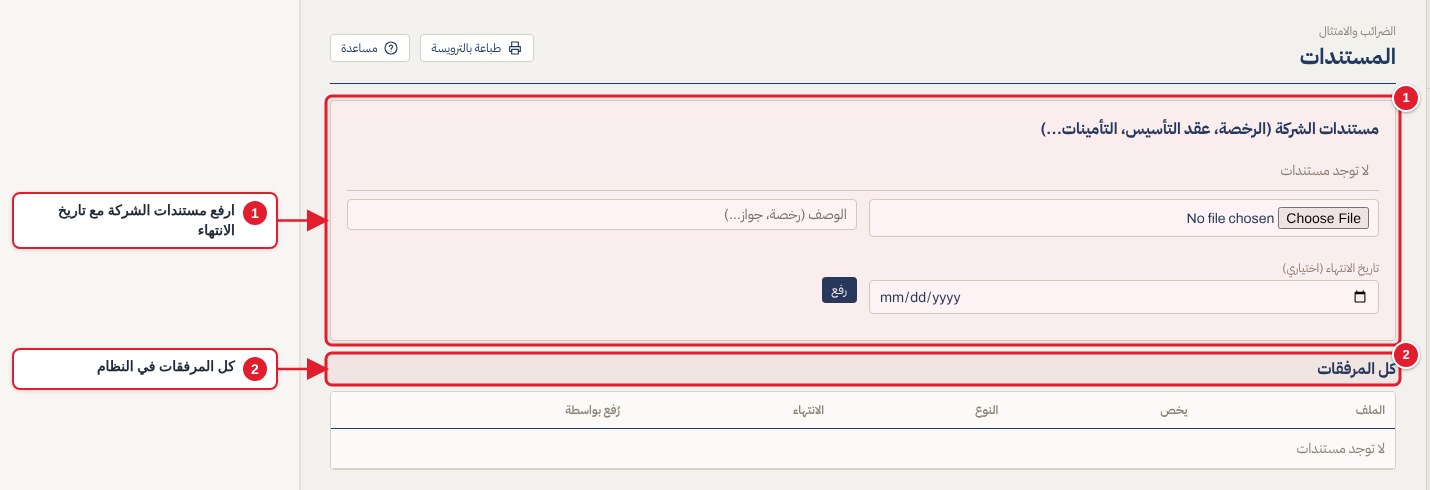 الضرائب والامتثال
المستندات
طباعة بالترويسة
مساعدة
1
مستندات الشركة (الرخصة، عقد التأسيس، التأمينات...)
لا توجد مستندات
Choose File No file chosen
الوصف (رخصة، جواز...)
تاريخ الانتهاء (اختياري)
mm/dd/yyyy
رفع
1 ارفع مستندات الشركة مع تاريخ
الانتهاء
2
كل المرفقات
2 كل المرفقات في النظام
الملف يخص النوع الانتهاء رُفع بواسطة
لا توجد مستندات